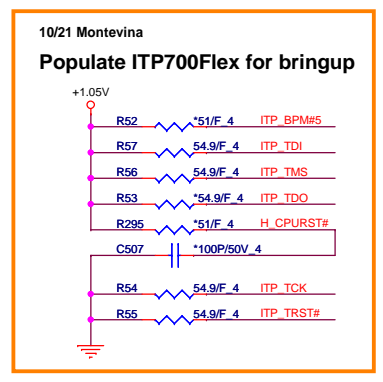 10/21 Montevina
Populate ITP700Flex for bringup
+1.05V
R52 *51/F_4 ITP_BPM#5
R57 54.9/F_4 ITP_TDI
R56 54.9/F_4 ITP_TMS
R53 *54.9/F_4 ITP_TDO
R295 *51/F_4 H_CPURST#
C507 *100P/50V_4
R54 54.9/F_4 ITP_TCK
R55 54.9/F_4 ITP_TRST#